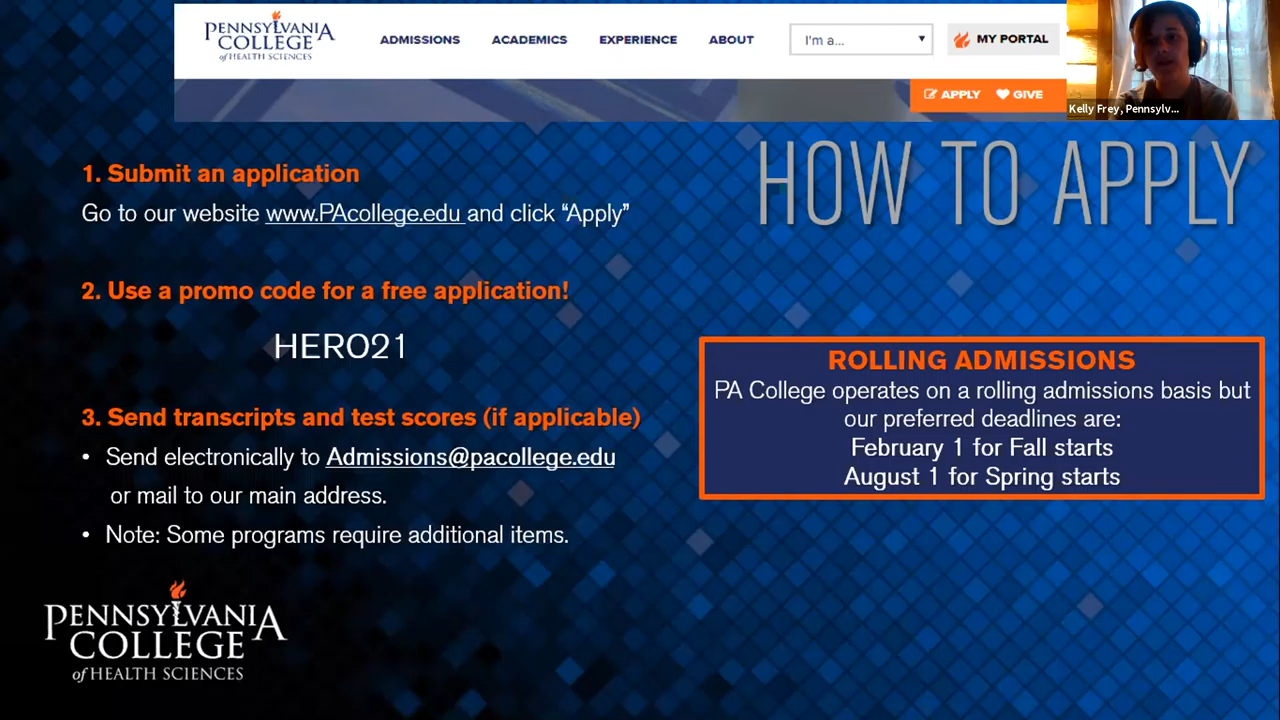 PENNSYLVANIA
COLLEGE
of HEALTH SCIENCES
ADMISSIONS
ACADEMICS
EXPERIENCE
ABOUT
I'm a...
MY PORTAL
APPLY
GIVE
Kelly Frey, Pennsylv...
HOW TO APPLY
1. Submit an application
Go to our website www.PAcollege.edu and click “Apply”
2. Use a promo code for a free application!
HERO21
3. Send transcripts and test scores (if applicable)
• Send electronically to Admissions@pacollege.edu
or mail to our main address.
• Note: Some programs require additional items.
ROLLING ADMISSIONS
PA College operates on a rolling admissions basis but
our preferred deadlines are:
February 1 for Fall starts
August 1 for Spring starts
PENNSYLVANIA
COLLEGE
of HEALTH SCIENCES